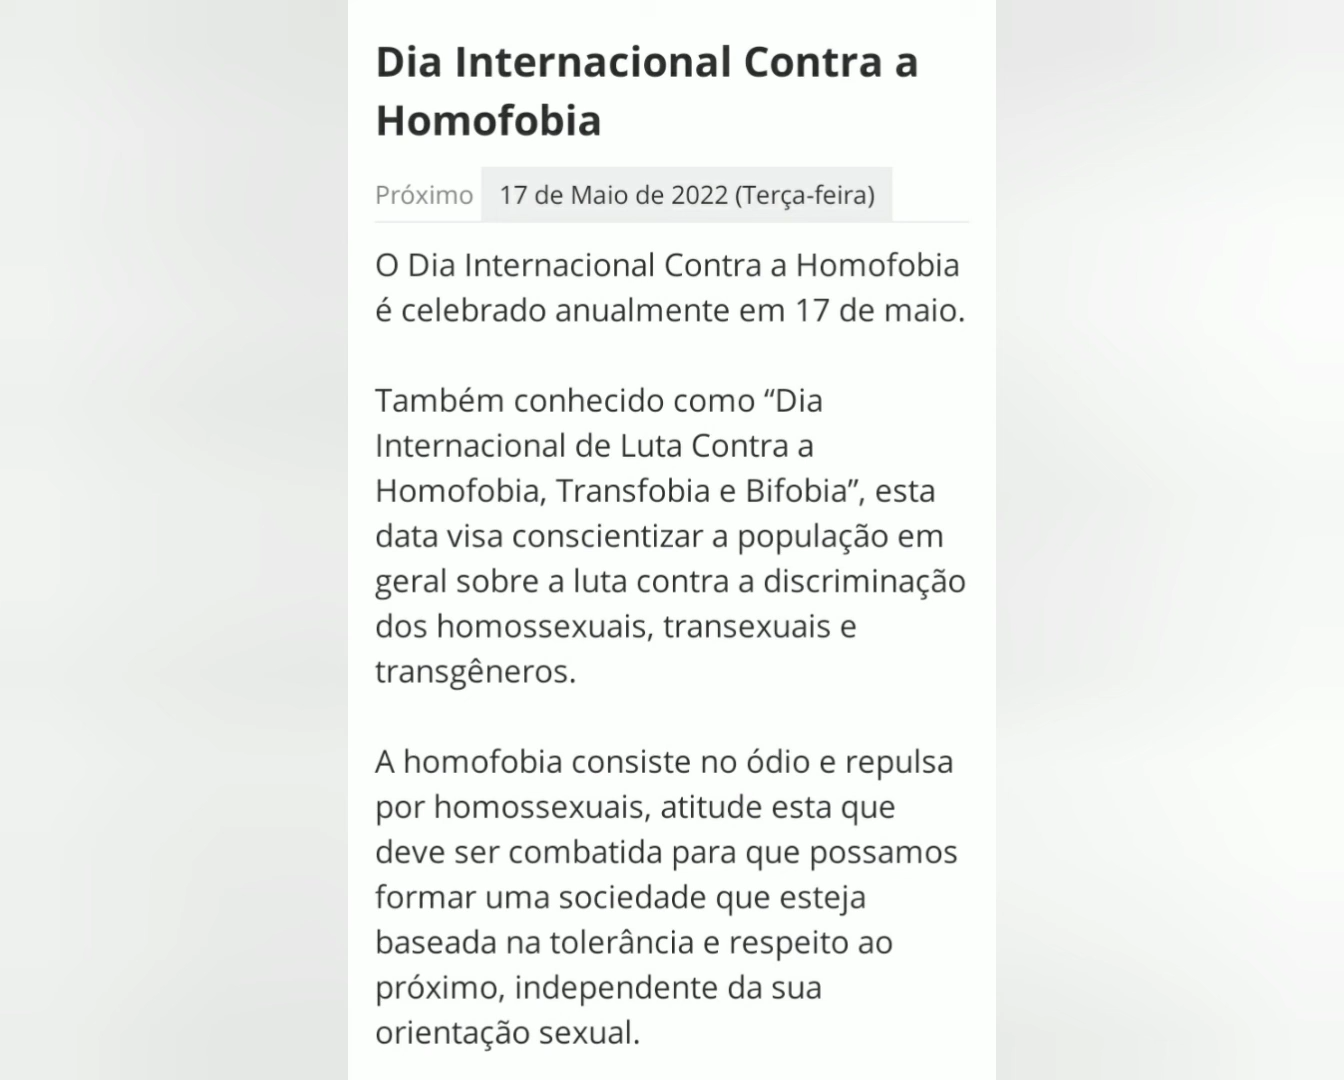 Dia Internacional Contra a
Homofobia
Próximo 17 de Maio de 2022 (Terça-feira)
O Dia Internacional Contra a Homofobia
é celebrado anualmente em 17 de maio.
Também conhecido como “Dia
Internacional de Luta Contra a
Homofobia, Transfobia e Bifobia”, esta
data visa conscientizar a população em
geral sobre a luta contra a discriminação
dos homossexuais, transexuais e
transgêneros.
A homofobia consiste no ódio e repulsa
por homossexuais, atitude esta que
deve ser combatida para que possamos
formar uma sociedade que esteja
baseada na tolerância e respeito ao
próximo, independente da sua
orientação sexual.